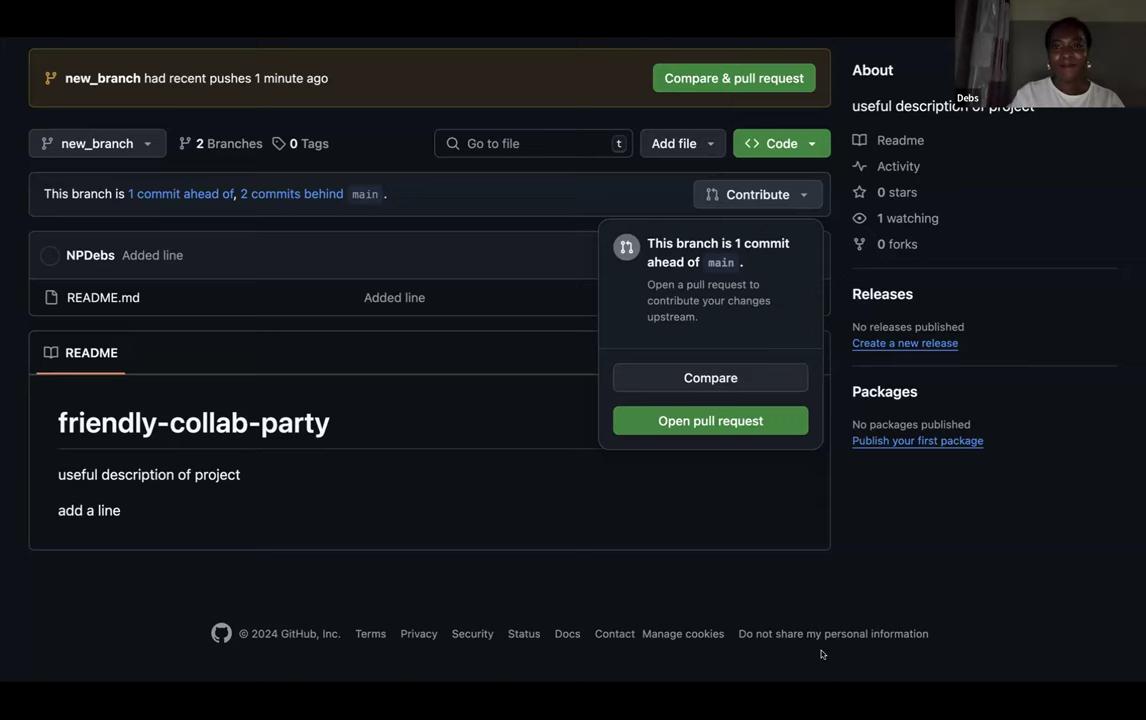 new_branch had recent pushes 1 minute ago
Compare & pull request
new_branch
2 Branches
0 Tags
Go to file
t
Add file
Code
This branch is 1 commit ahead of, 2 commits behind main .
Contribute
This branch is 1 commit
ahead of main .
Open a pull request to
contribute your changes
upstream.
Compare
Open pull request
NPDebs Added line
README.md Added line
README
friendly-collab-party
useful description of project
add a line
About
Debs
useful description of project
Readme
Activity
0 stars
1 watching
0 forks
Releases
No releases published
Create a new release
Packages
No packages published
Publish your first package
© 2024 GitHub, Inc. Terms Privacy Security Status Docs Contact Manage cookies Do not share my personal information